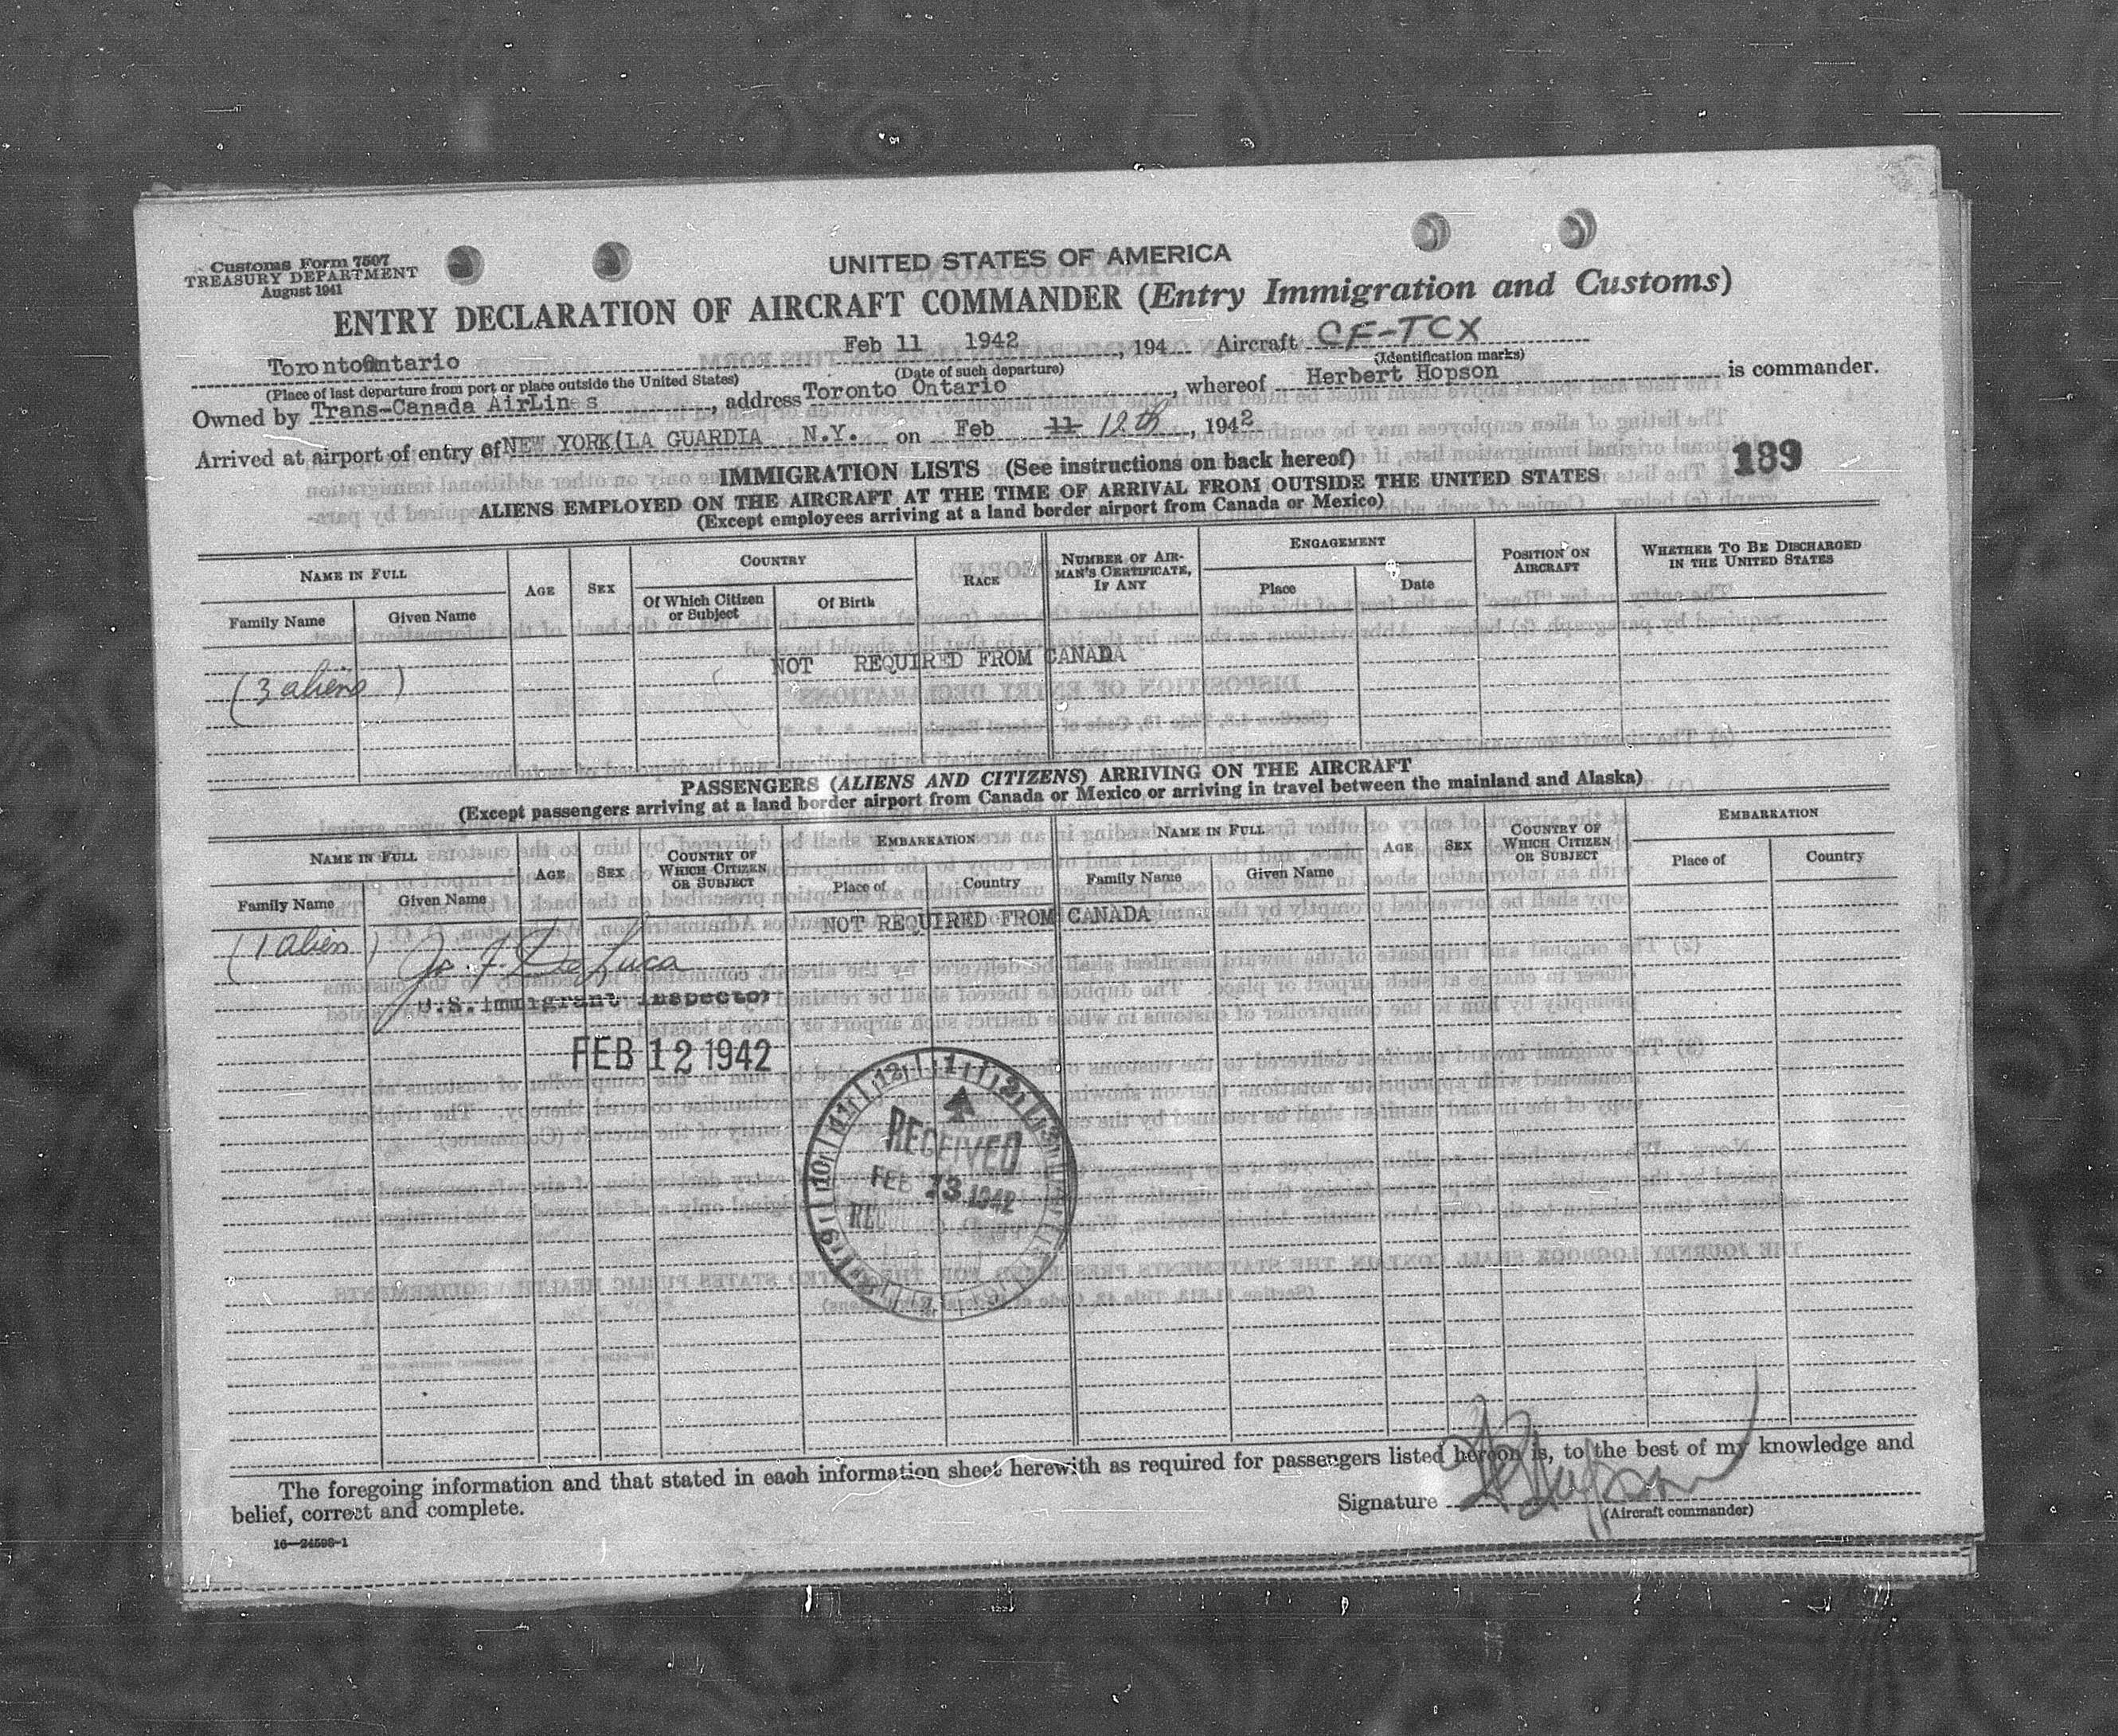 Customs Form 7507
TREASURY DEPARTMENT
August 1941
UNITED STATES OF AMERICA
ENTRY DECLARATION OF AIRCRAFT COMMANDER (Entry Immigration and Customs)
Toronto Ontario Feb 11 1942, 194 Aircraft CF-TCX
(Place of last departure from port or place outside the United States) (Date of such departure) (Identification marks)
Owned by Trans-Canada AirLines, address Toronto Ontario, whereof Herbert Hopson is commander.
Arrived at airport of entry of NEW YORK(LA GUARDIA N.Y. on Feb 11 12th, 1942
189
IMMIGRATION LISTS (See instructions on back hereof)
ALIENS EMPLOYED ON THE AIRCRAFT AT THE TIME OF ARRIVAL FROM OUTSIDE THE UNITED STATES
(Except employees arriving at a land border airport from Canada or Mexico)
NAME IN FULL AGE SEX COUNTRY RACE NUMBER OF AIRMAN'S CERTIFICATE, IF ANY ENGAGEMENT POSITION ON AIRCRAFT WHETHER TO BE DISCHARGED IN THE UNITED STATES
Family Name Given Name Of Which Citizen or Subject Of Birth Place Date
NOT REQUIRED FROM CANADA
(3 aliens)
PASSENGERS (ALIENS AND CITIZENS) ARRIVING ON THE AIRCRAFT
(Except passengers arriving at a land border airport from Canada or Mexico or arriving in travel between the mainland and Alaska)
NAME IN FULL AGE SEX COUNTRY OF WHICH CITIZEN OR SUBJECT EMBARKATION NAME IN FULL AGE SEX COUNTRY OF WHICH CITIZEN OR SUBJECT EMBARKATION
Family Name Given Name Place of Country Family Name Given Name Place of Country
NOT REQUIRED FROM CANADA
(1 alien) De Luca
U.S. Immigrant Inspector
FEB 12 1942
12 1 2 3
11
10
9
8
RECEIVED
FEB 13 1942
The foregoing information and that stated in each information sheet herewith as required for passengers listed hereon is, to the best of my knowledge and
belief, correct and complete.
Signature H Hopson
(Aircraft commander)
16—24598-1